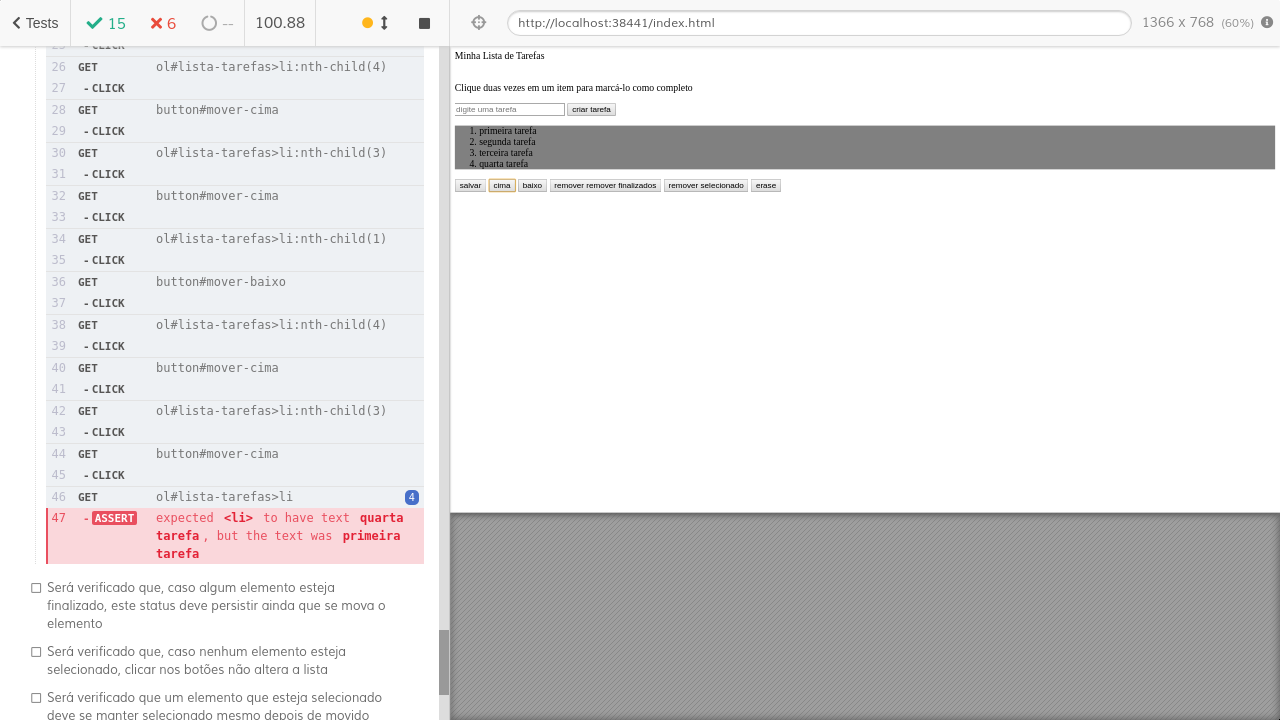 Tests
15
6
--
100.88
http://localhost:38441/index.html
1366 x 768 (60%)
- CLICK
26 GET ol#lista-tarefas>li:nth-child(4)
27 - CLICK
28 GET button#mover-cima
29 - CLICK
30 GET ol#lista-tarefas>li:nth-child(3)
31 - CLICK
32 GET button#mover-cima
33 - CLICK
34 GET ol#lista-tarefas>li:nth-child(1)
35 - CLICK
36 GET button#mover-baixo
37 - CLICK
38 GET ol#lista-tarefas>li:nth-child(4)
39 - CLICK
40 GET button#mover-cima
41 - CLICK
42 GET ol#lista-tarefas>li:nth-child(3)
43 - CLICK
44 GET button#mover-cima
45 - CLICK
46 GET ol#lista-tarefas>li 4
47 - ASSERT expected <li> to have text quarta
tarefa , but the text was primeira
tarefa
Será verificado que, caso algum elemento esteja
finalizado, este status deve persistir ainda que se mova o
elemento
Será verificado que, caso nenhum elemento esteja
selecionado, clicar nos botões não altera a lista
Será verificado que um elemento que esteja selecionado
deve se manter selecionado mesmo depois de movido
Minha Lista de Tarefas
Clique duas vezes em um item para marcá-lo como completo
digite uma tarefa
criar tarefa
1. primeira tarefa
2. segunda tarefa
3. terceira tarefa
4. quarta tarefa
salvar cima baixo remover remover finalizados remover selecionado erase